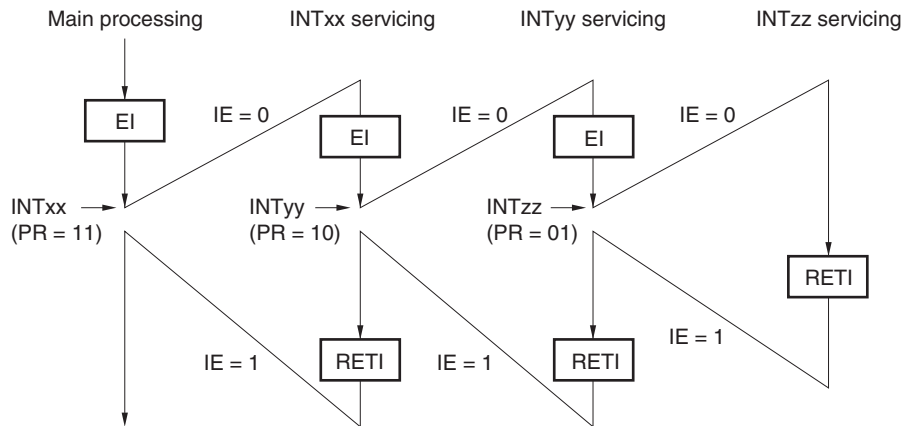 Main processing INTxx servicing INTyy servicing INTzz servicing
EI IE = 0 EI IE = 0 EI IE = 0
INTxx INTyy INTzz
(PR = 11) (PR = 10) (PR = 01)
RETI
IE = 1 RETI IE = 1 RETI IE = 1